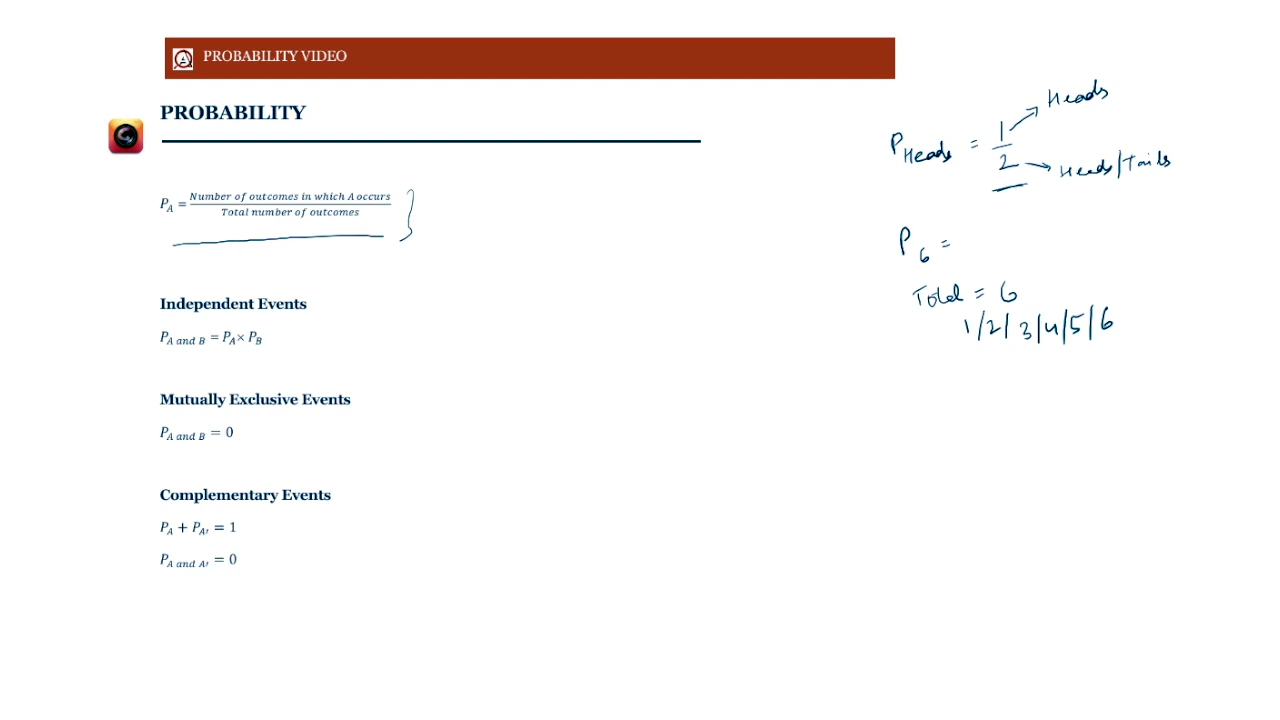 PROBABILITY VIDEO
PROBABILITY
P_A = Number of outcomes in which A occurs / Total number of outcomes
Independent Events
P_A and B = P_A × P_B
Mutually Exclusive Events
P_A and B = 0
Complementary Events
P_A + P_A′ = 1
P_A and A′ = 0
P_Heads = 1/2
Heads
Heads/Tails
P_6 =
Total = 6
1/2/3/4/5/6